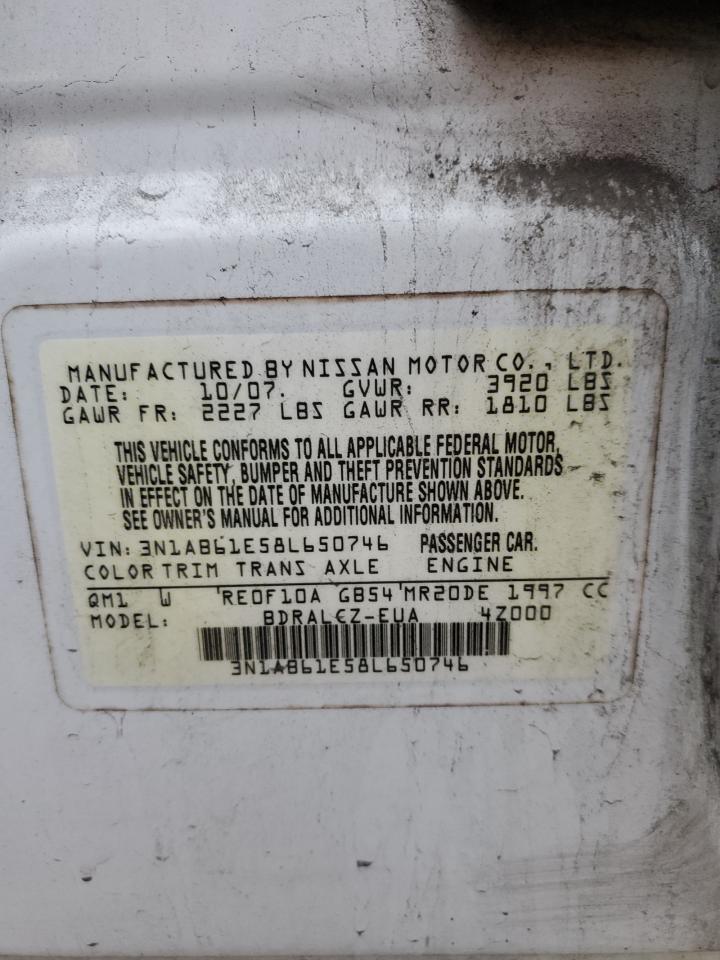 MANUFACTURED BY NISSAN MOTOR CO., LTD.
DATE: 10/07. GVWR: 3920 LBS
GAWR FR: 2227 LBS GAWR RR: 1810 LBS
THIS VEHICLE CONFORMS TO ALL APPLICABLE FEDERAL MOTOR
VEHICLE SAFETY, BUMPER AND THEFT PREVENTION STANDARDS
IN EFFECT ON THE DATE OF MANUFACTURE SHOWN ABOVE.
SEE OWNER'S MANUAL FOR ADDITIONAL INFORMATION.
VIN: 3N1AB61E58L650746 PASSENGER CAR.
COLOR TRIM TRANS AXLE ENGINE
QM1 W RE0F10A GB54 MR20DE 1997 CC
MODEL: BDRALEZ-EUA 4Z000
3N1AB61E58L650746